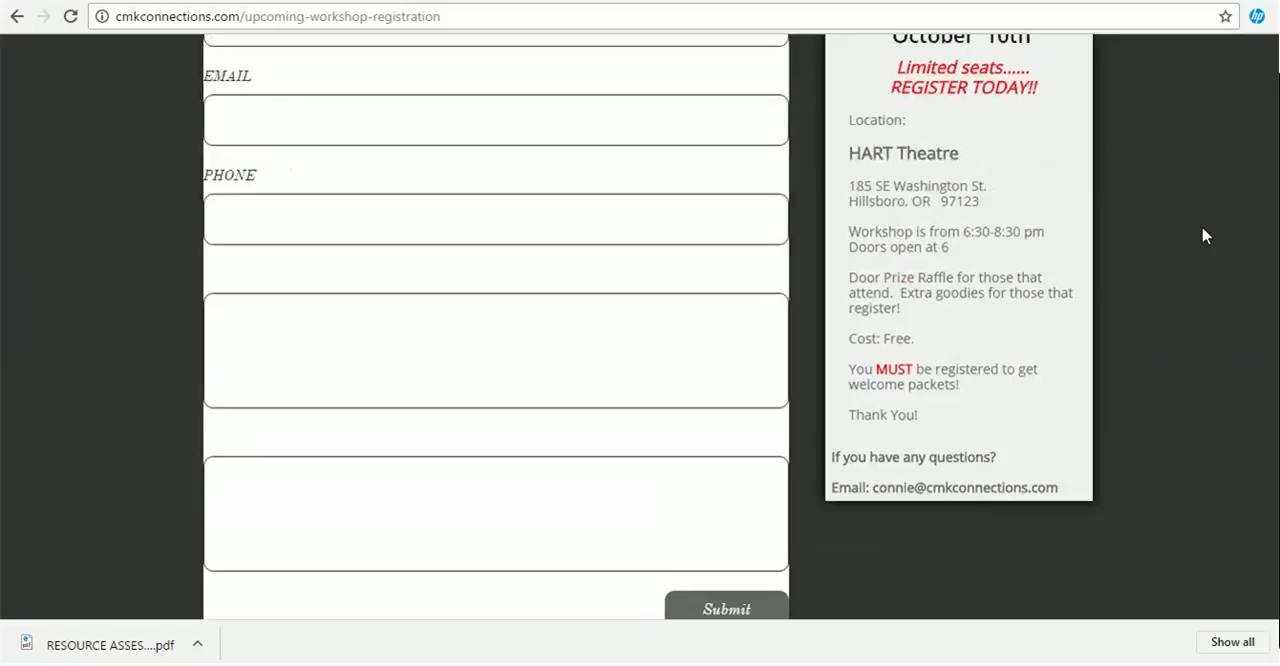 cmkconnections.com/upcoming-workshop-registration
EMAIL
PHONE
Submit
October 10th
Limited seats......
REGISTER TODAY!!
Location:
HART Theatre
185 SE Washington St.
Hillsboro, OR 97123
Workshop is from 6:30-8:30 pm
Doors open at 6
Door Prize Raffle for those that
attend. Extra goodies for those that
register!
Cost: Free.
You MUST be registered to get
welcome packets!
Thank You!
If you have any questions?
Email: connie@cmkconnections.com
RESOURCE ASSES....pdf
Show all